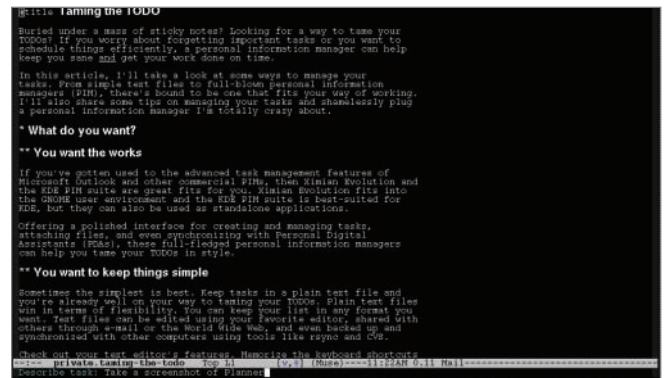 #title Taming the TODO
Buried under a mass of sticky notes? Looking for a way to tame your
TODOs? If you worry about forgetting important tasks or you want to
schedule things efficiently, a personal information manager can help
keep you sane and get your work done on time.
In this article, I'll take a look at some ways to manage your
tasks. From simple text files to full-blown personal information
managers (PIM), there's bound to be one that fits your way of working.
I'll also share some tips on managing your tasks and shamelessly plug
a personal information manager I'm totally crazy about.
* What do you want?
** You want the works
If you've gotten used to the advanced task management features of
Microsoft Outlook and other commercial PIMs, then Ximian Evolution and
the KDE PIM suite are great fits for you. Ximian Evolution fits into
the GNOME user environment and the KDE PIM suite is best-suited for
KDE, but they can also be used as standalone applications.
Offering a polished interface for creating and managing tasks,
attaching files, and even synchronizing with Personal Digital
Assistants (PDAs), these full-fledged personal information managers
can help you tame your TODOs in style.
** You want to keep things simple
Sometimes the simplest is best. Keep tasks in a plain text file and
you're already well on your way to taming your TODOs. Plain text files
win in terms of flexibility. You can keep your list in any format you
want. Text files can be edited using your favorite editor, shared with
others through e-mail or the World Wide Web, and even backed up and
synchronized with other computers using tools like rsync and CVS.
Check out your text editor's features. Memorize the keyboard shortcuts
--:-- private.taming-the-todo Top L1 (Muse)----11:22AM 0.11 Mail----
Describe task: Take a screenshot of Planner